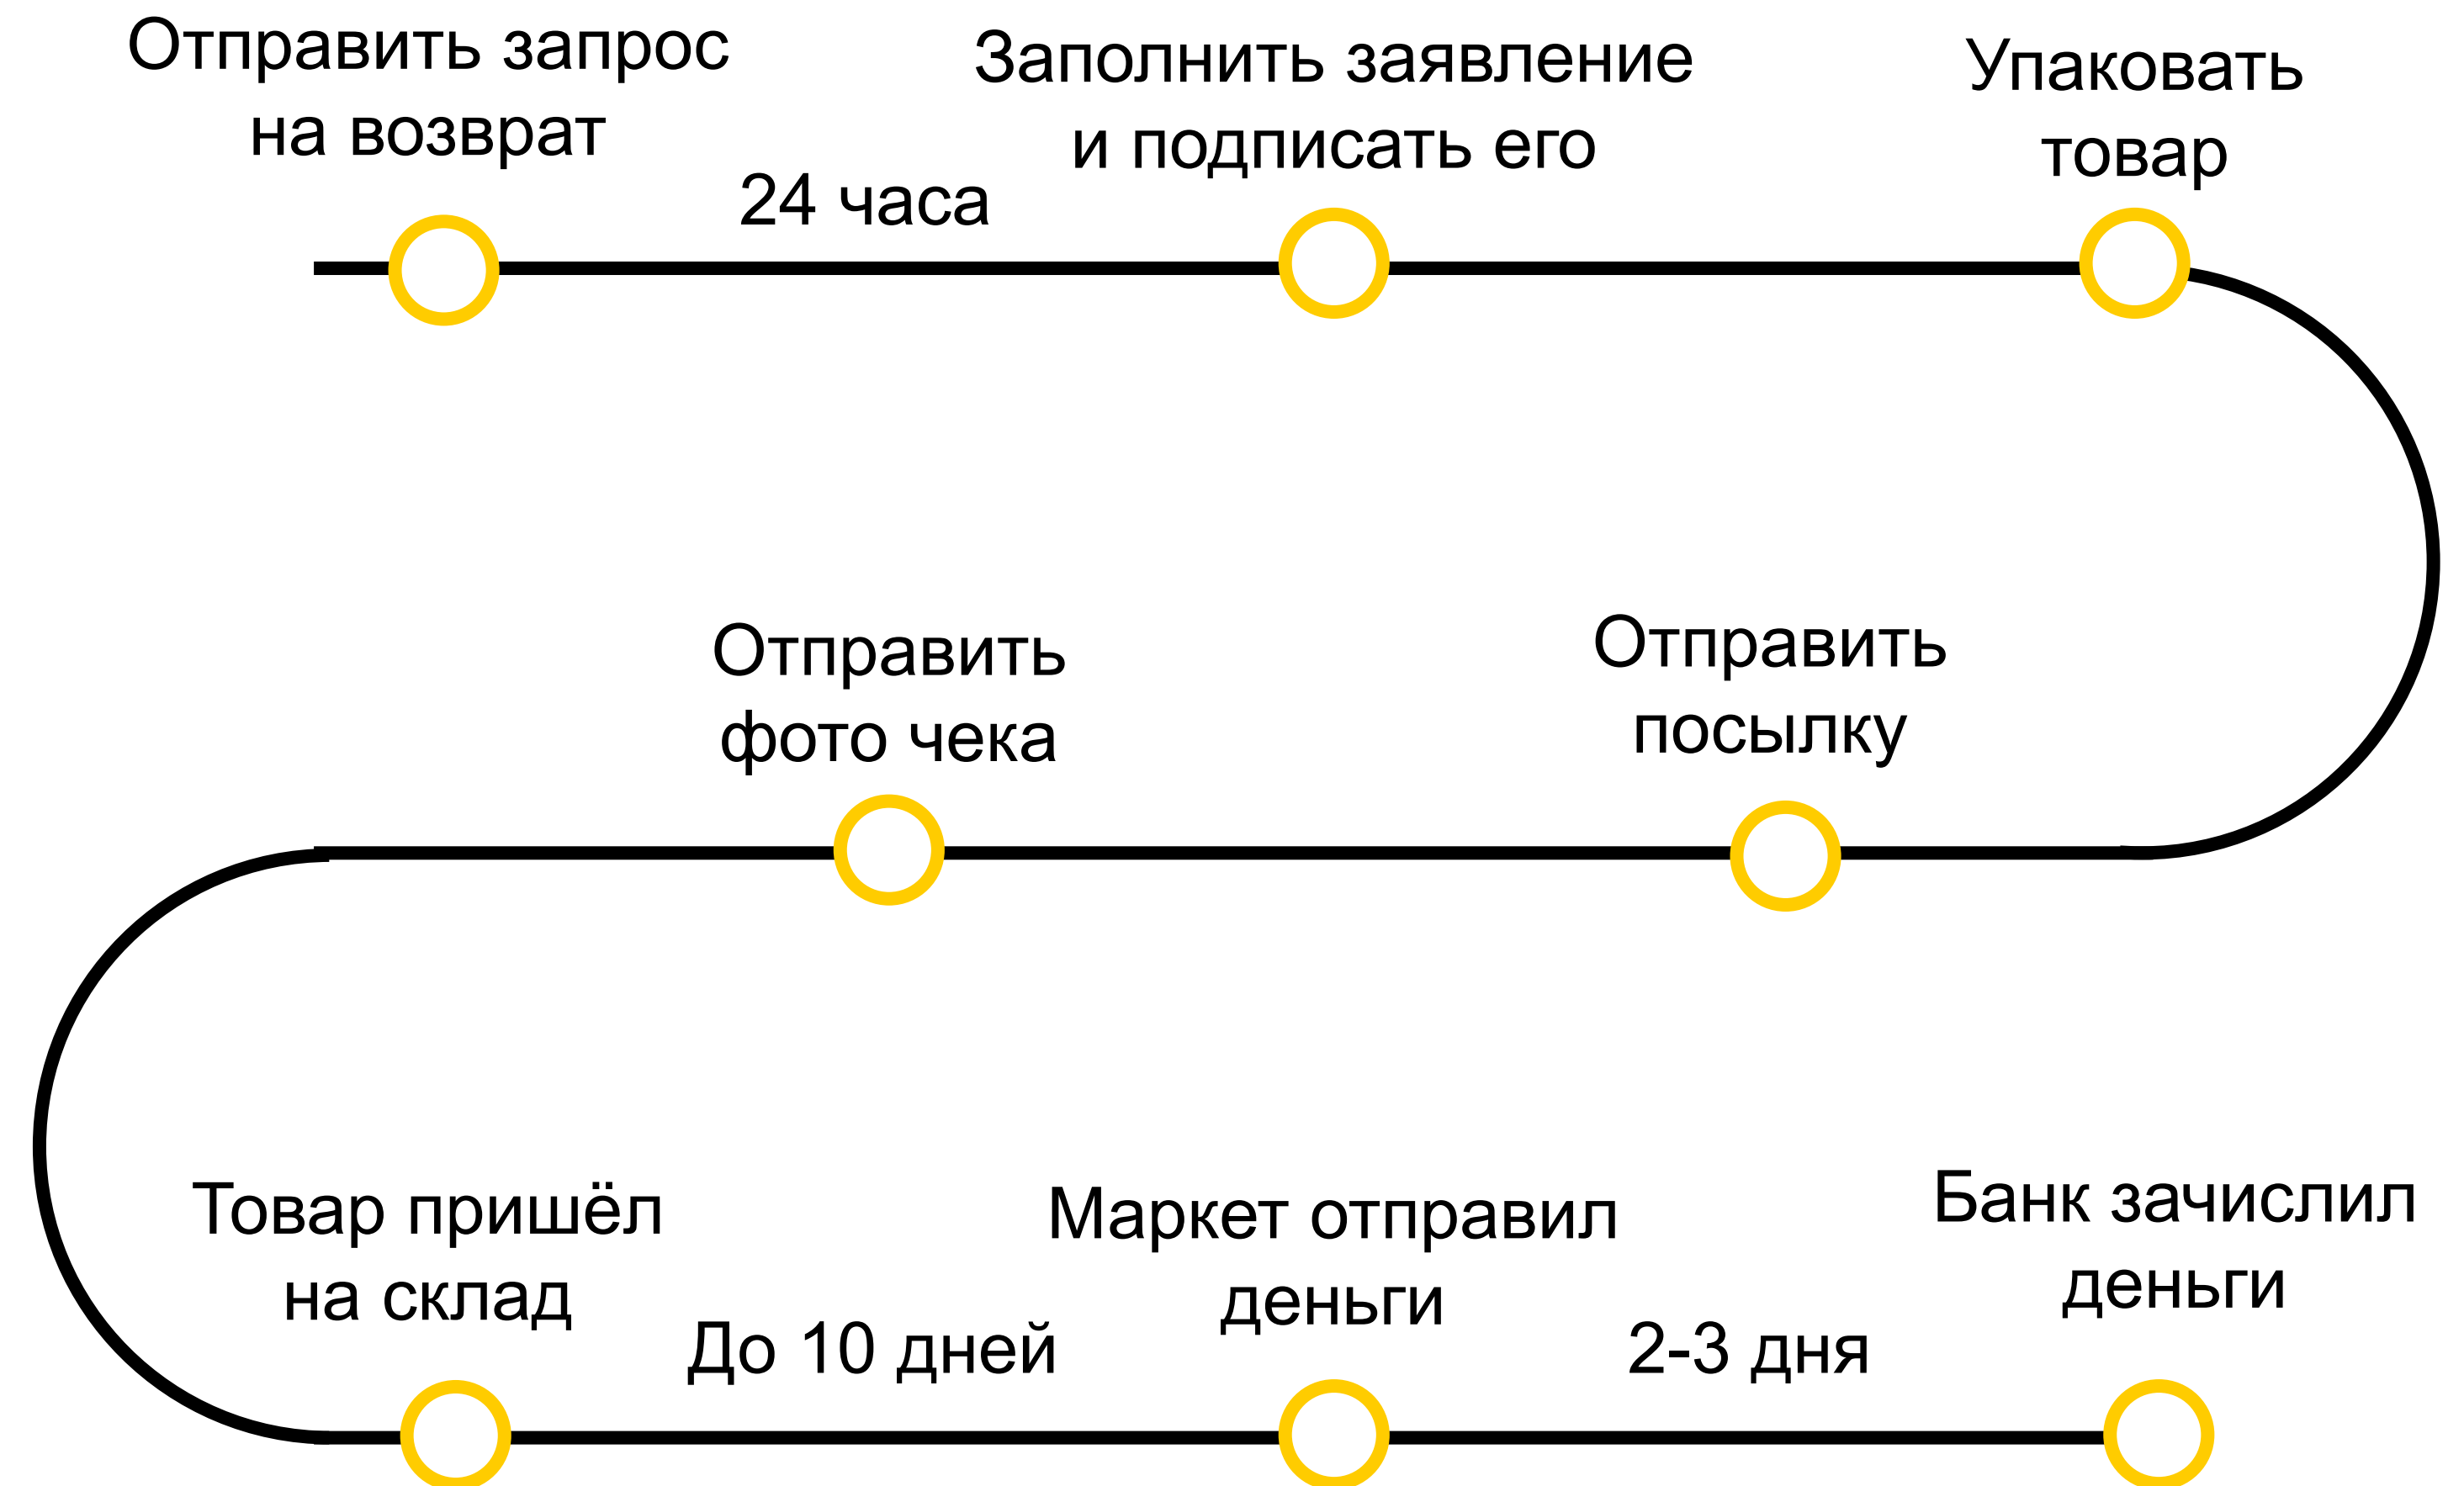 Отправить запрос
на возврат
24 часа
Заполнить заявление
и подписать его
Упаковать
товар
Отправить
посылку
Отправить
фото чека
Товар пришёл
на склад
До 10 дней
Маркет отправил
деньги
2-3 дня
Банк зачислил
деньги